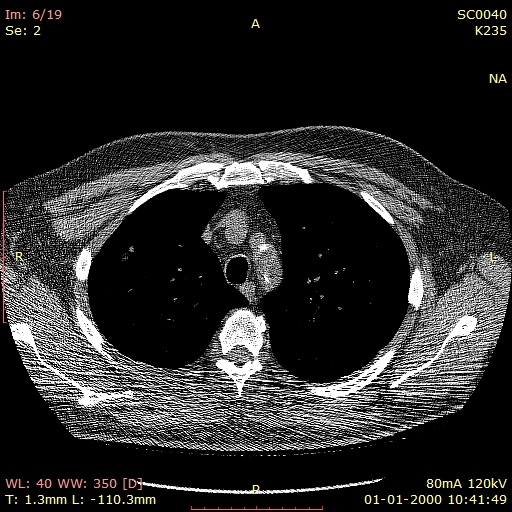 Im: 6/19
Se: 2
A
SC0040
K235
NA
R
L
WL: 40 WW: 350 [D]
T: 1.3mm L: -110.3mm
P
80mA 120kV
01-01-2000 10:41:49